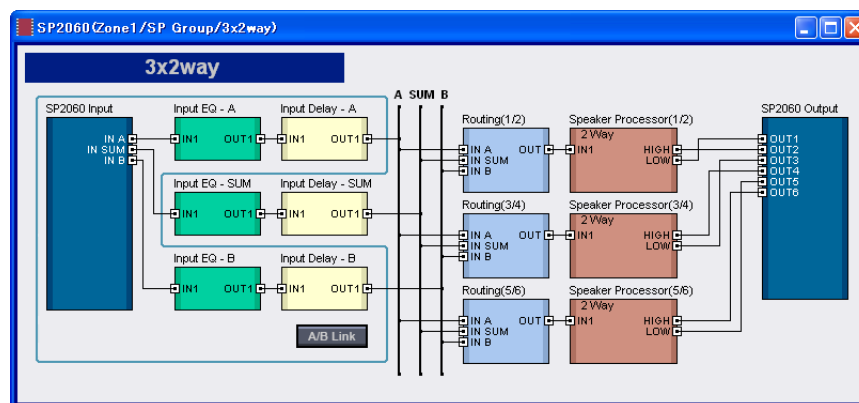 SP2060(Zone1/SP Group/3x2way)
3x2way
A SUM B
SP2060 Input
IN A
IN SUM
IN B
Input EQ - A
IN1 OUT1
Input Delay - A
IN1 OUT1
Input EQ - SUM
IN1 OUT1
Input Delay - SUM
IN1 OUT1
Input EQ - B
IN1 OUT1
Input Delay - B
IN1 OUT1
A/B Link
Routing(1/2)
IN A OUT
IN SUM
IN B
Speaker Processor(1/2)
2 Way
IN1 HIGH
LOW
Routing(3/4)
IN A OUT
IN SUM
IN B
Speaker Processor(3/4)
2 Way
IN1 HIGH
LOW
Routing(5/6)
IN A OUT
IN SUM
IN B
Speaker Processor(5/6)
2 Way
IN1 HIGH
LOW
SP2060 Output
OUT1
OUT2
OUT3
OUT4
OUT5
OUT6